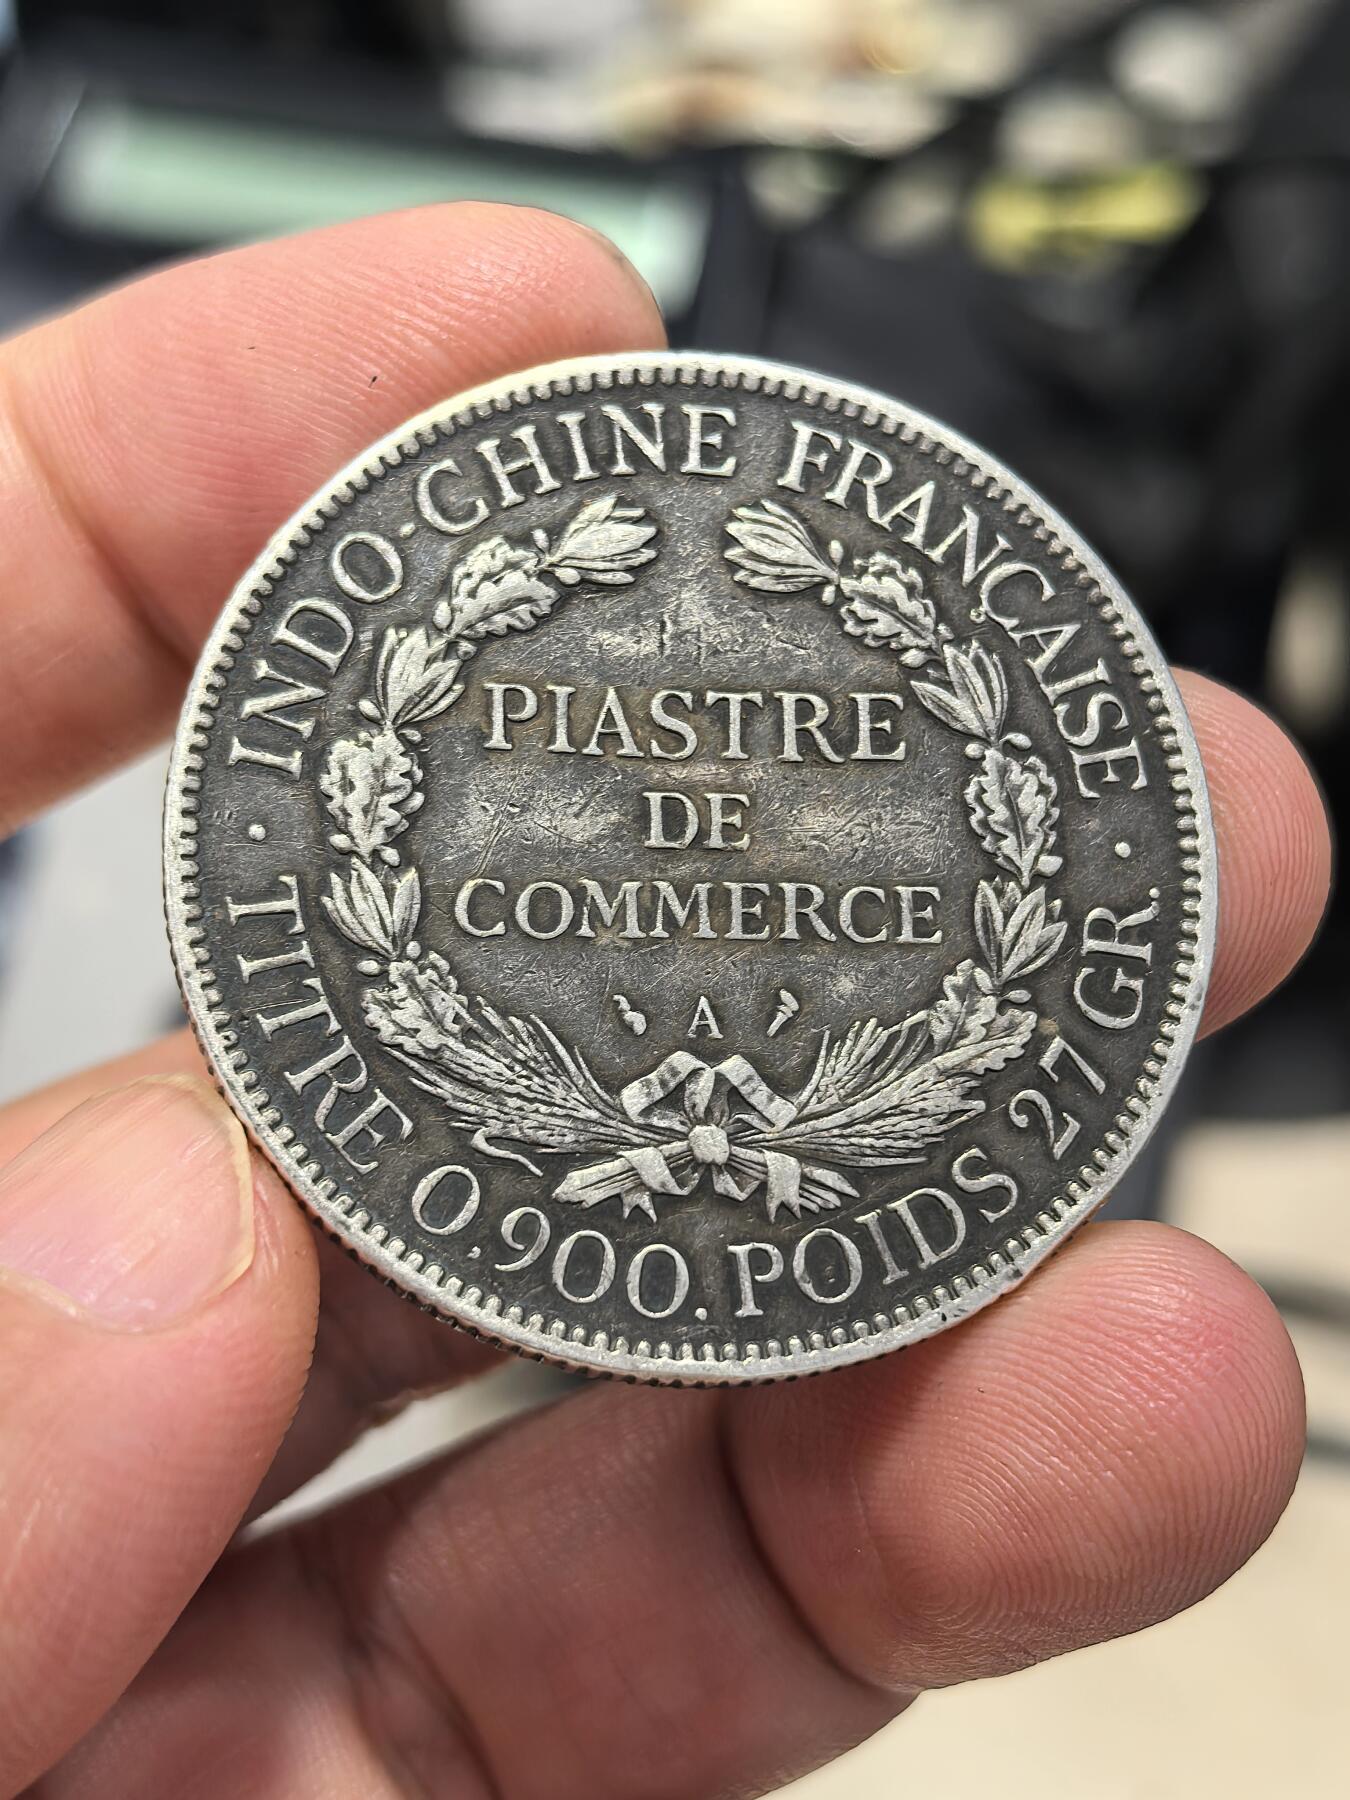 · INDO-CHINE FRANÇAISE ·
PIASTRE
DE
COMMERCE
A
TITRE 0,900. POIDS 27 GR.